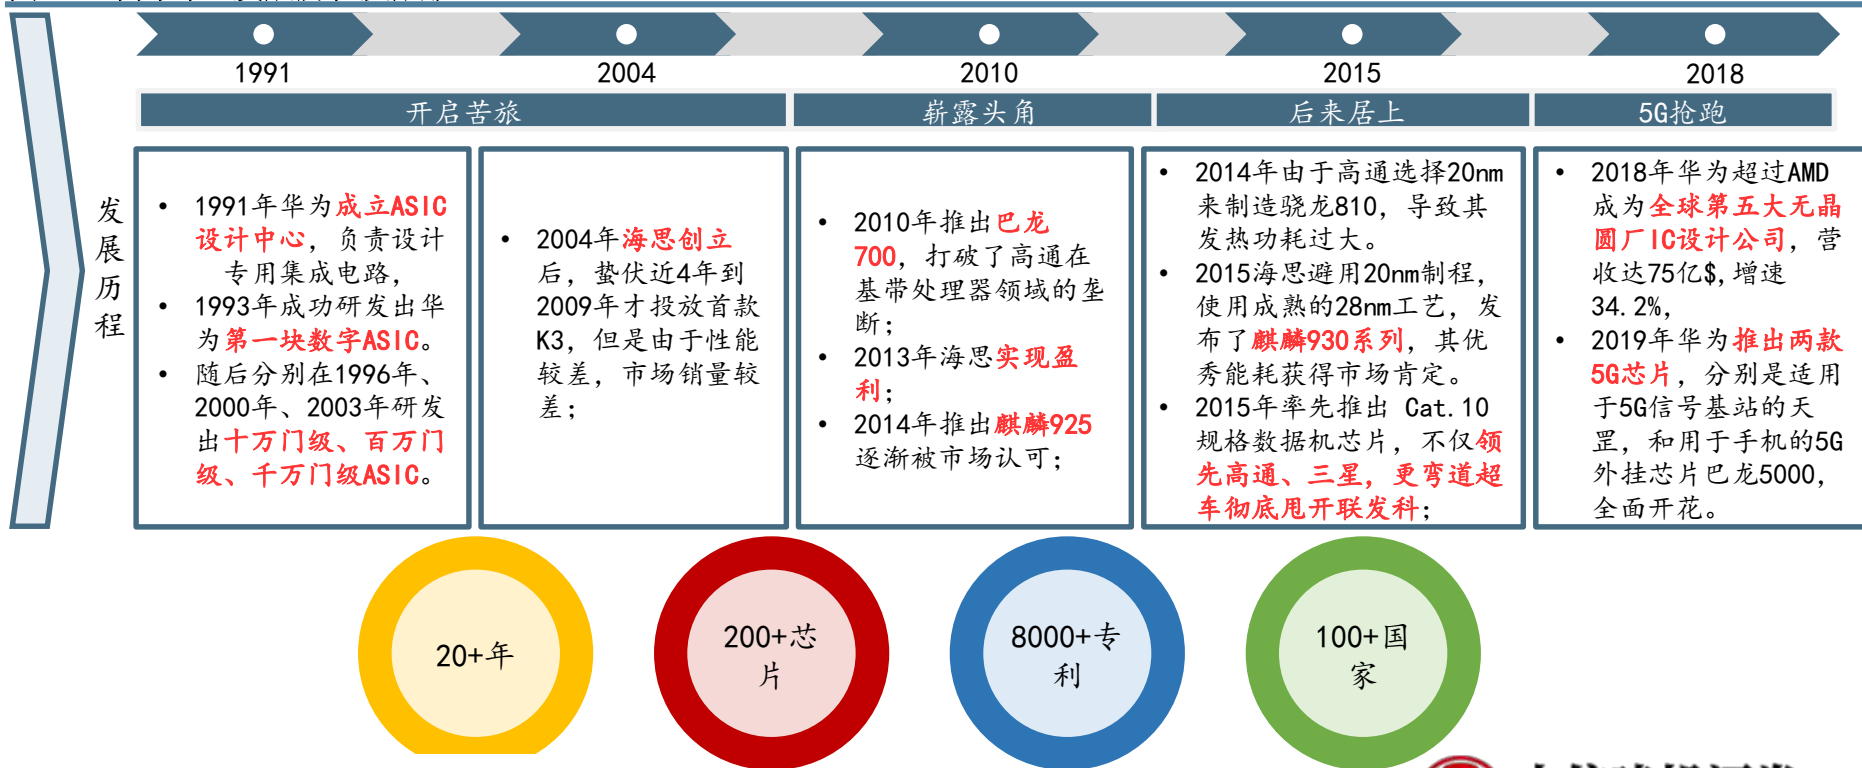 1991
2004
2010
2015
2018
开启苦旅
崭露头角
后来居上
5G抢跑
发
展
历
程
• 1991年华为成立ASIC
设计中心，负责设计
专用集成电路，
• 1993年成功研发出华
为第一块数字ASIC。
• 随后分别在1996年、
2000年、2003年研发
出十万门级、百万门
级、千万门级ASIC。
• 2004年海思创立
后，蛰伏近4年到
2009年才投放首款
K3，但是由于性能
较差，市场销量较
差；
• 2010年推出巴龙
700，打破了高通在
基带处理器领域的垄
断；
• 2013年海思实现盈
利；
• 2014年推出麒麟925
逐渐被市场认可；
• 2014年由于高通选择20nm
来制造骁龙810，导致其
发热功耗过大。
• 2015海思避用20nm制程，
使用成熟的28nm工艺，发
布了麒麟930系列，其优
秀能耗获得市场肯定。
• 2015年率先推出 Cat.10
规格数据机芯片，不仅领
先高通、三星，更弯道超
车彻底甩开联发科；
• 2018年华为超过AMD
成为全球第五大无晶
圆厂IC设计公司，营
收达75亿$,增速
34.2%，
• 2019年华为推出两款
5G芯片，分别是适用
于5G信号基站的天
罡，和用于手机的5G
外挂芯片巴龙5000，
全面开花。
20+年
200+芯
片
8000+专
利
100+国
家